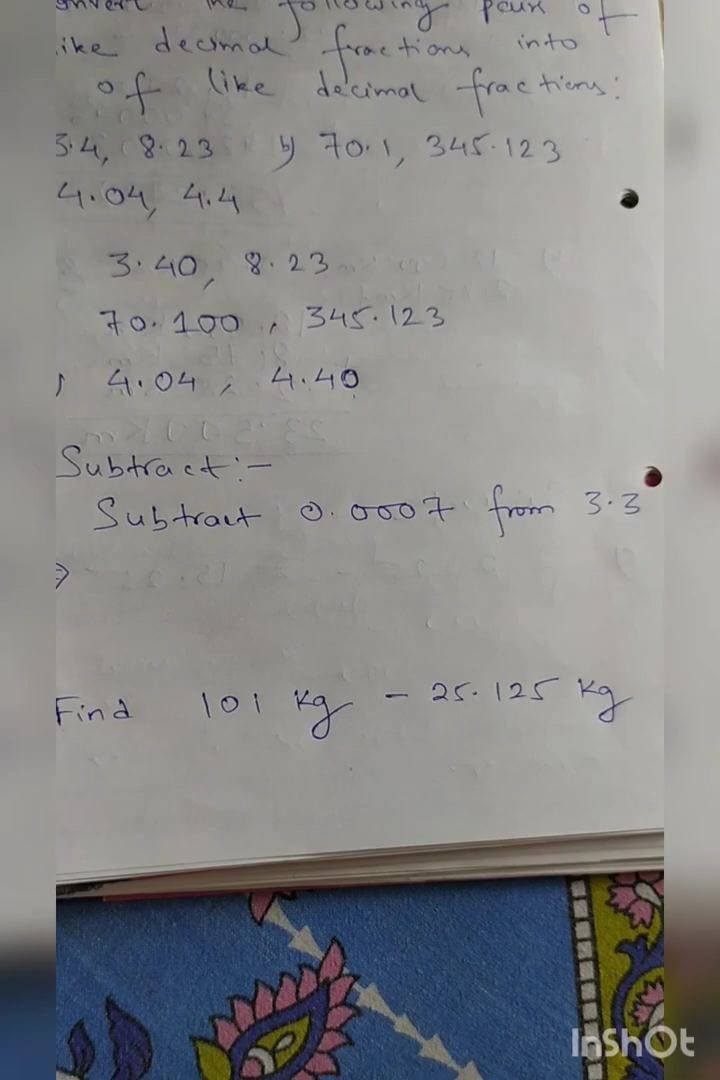 the following pair of
like decimal fractions into
of like decimal fractions:
3.4, 8.23 b) 70.1, 345.123
4.04, 4.4
3.40, 8.23
70.100, 345.123
4.04, 4.40
Subtract:-
Subtract 0.0007 from 3.3
⇒
Find 101 kg - 25.125 kg
InShOt